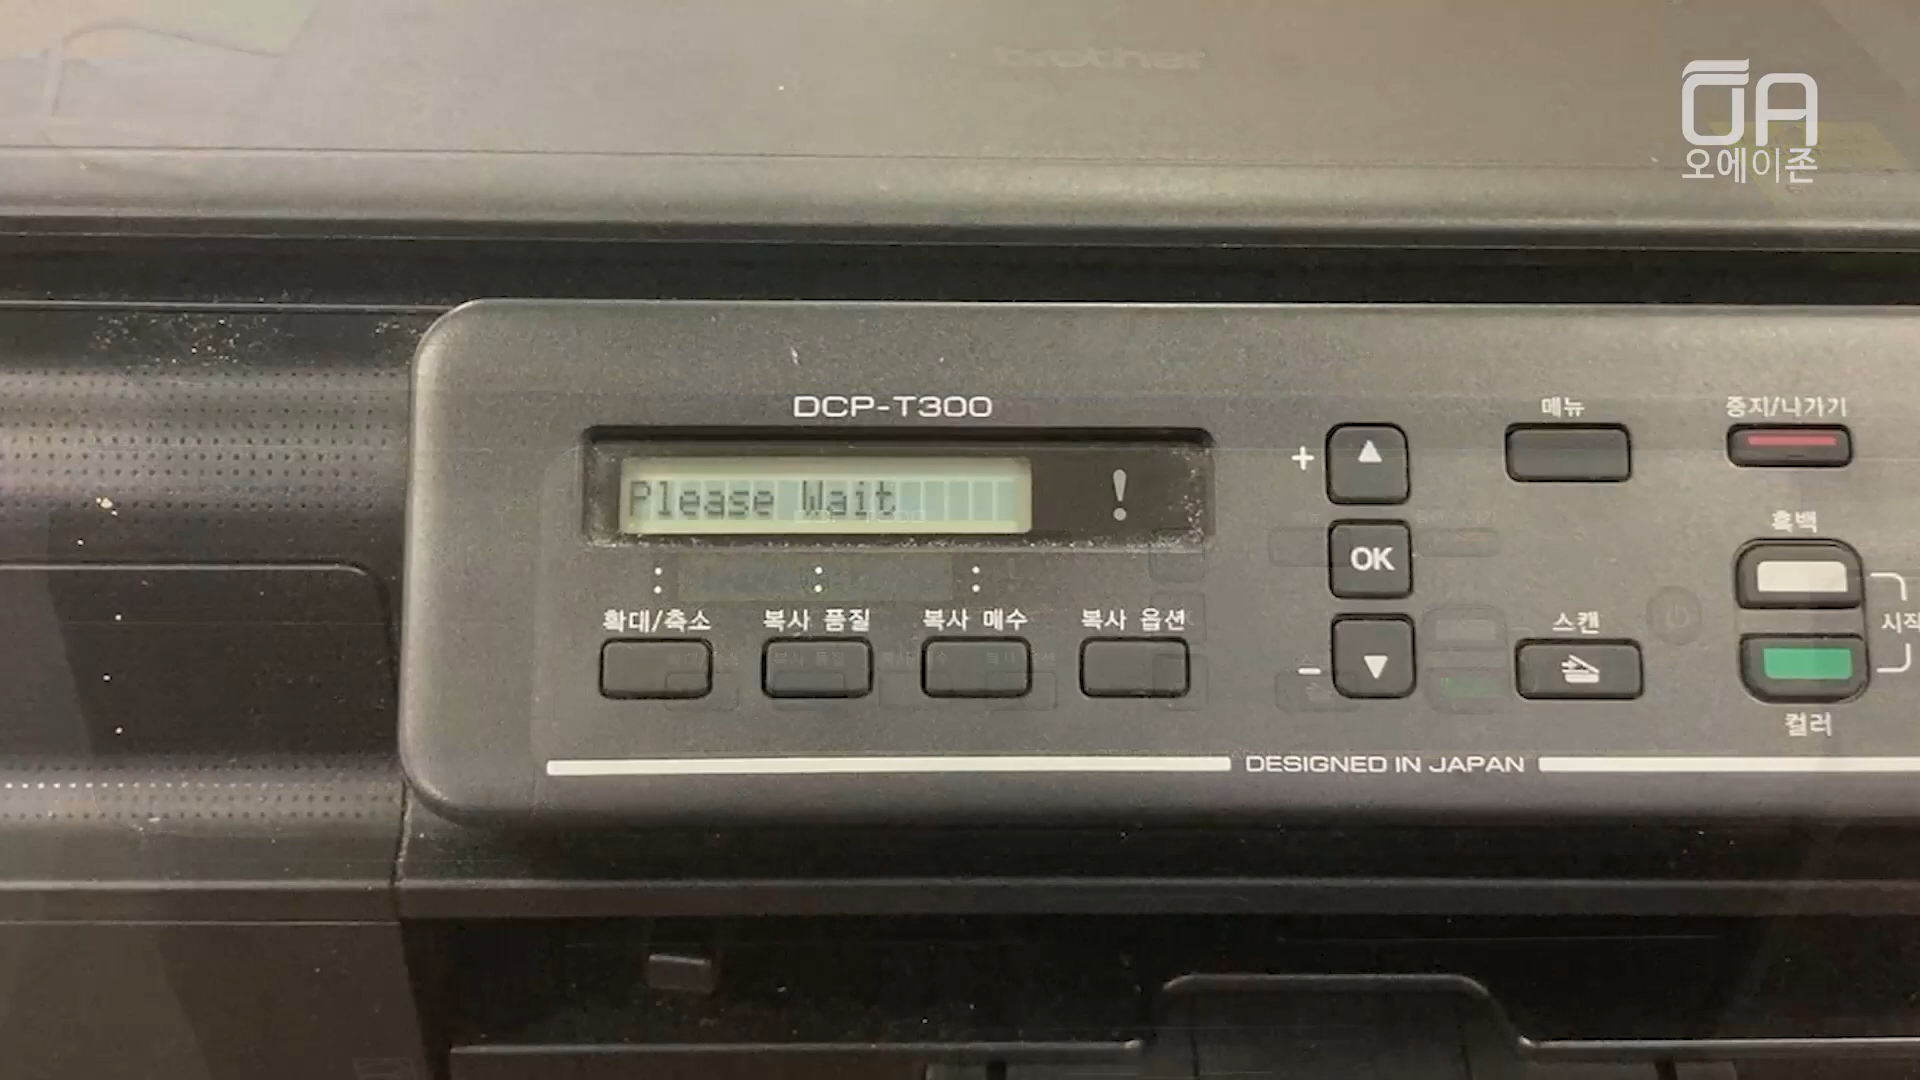 brother
OA
오에이존
DCP-T300
메뉴
중지/나가기
Please Wait
!
+
OK
흑백
확대/축소
복사 품질
복사 매수
복사 옵션
-
스캔
시작
컬러
DESIGNED IN JAPAN